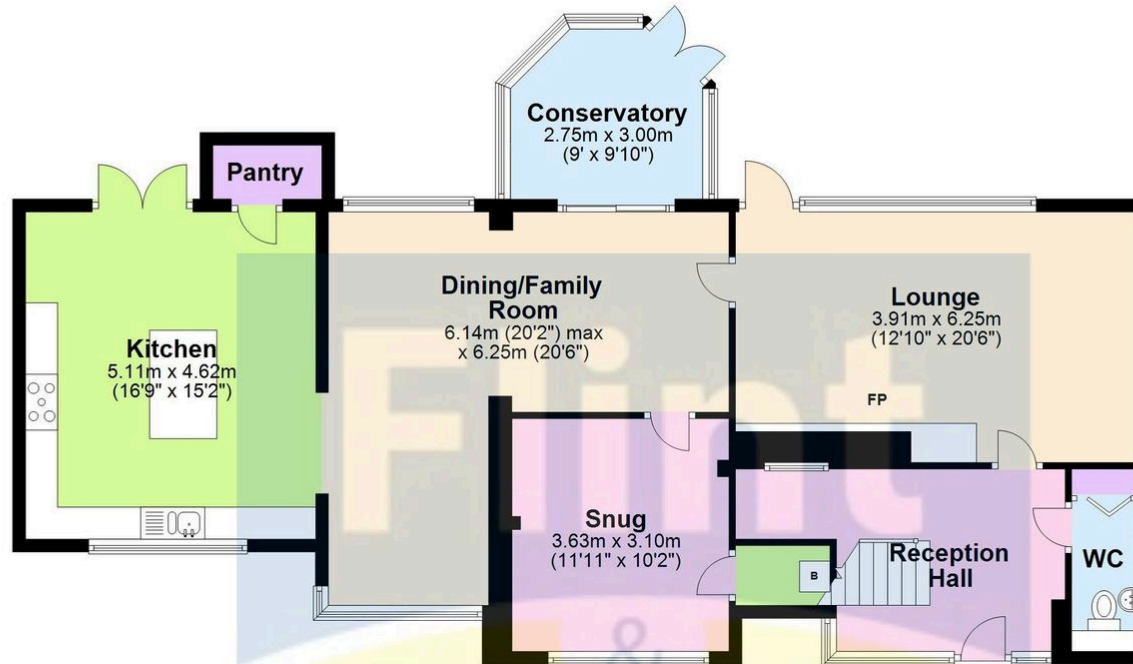 Conservatory
2.75m x 3.00m
(9' x 9'10")
Pantry
Dining/Family
Room
6.14m (20'2") max
x 6.25m (20'6")
Lounge
3.91m x 6.25m
(12'10" x 20'6")
Kitchen
5.11m x 4.62m
(16'9" x 15'2")
FP
Flint
Snug
3.63m x 3.10m
(11'11" x 10'2")
Reception
Hall
WC
B
&